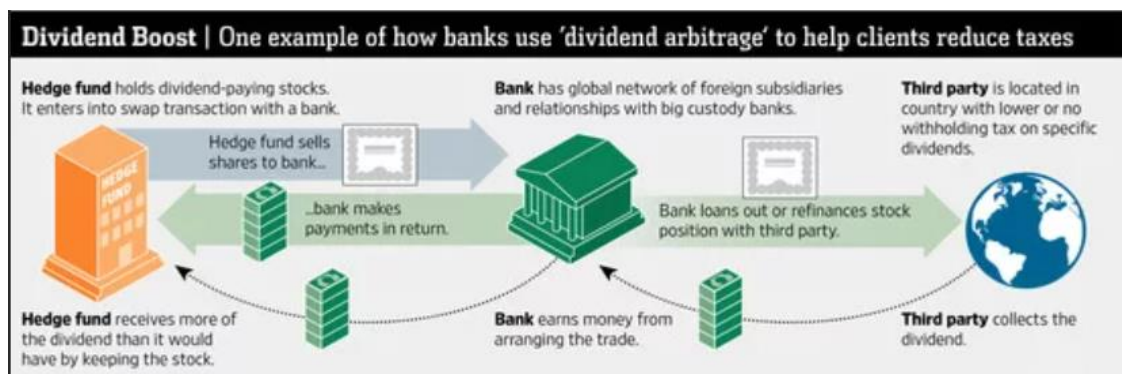 Dividend Boost | One example of how banks use 'dividend arbitrage' to help clients reduce taxes
Hedge fund holds dividend-paying stocks.
It enters into swap transaction with a bank.
Bank has global network of foreign subsidiaries
and relationships with big custody banks.
Third party is located in
country with lower or no
withholding tax on specific
dividends.
HEDGE
FUND
Hedge fund sells
shares to bank...
...bank makes
payments in return.
Bank loans out or refinances stock
position with third party.
Hedge fund receives more of
the dividend than it would
have by keeping the stock.
Bank earns money from
arranging the trade.
Third party collects the
dividend.